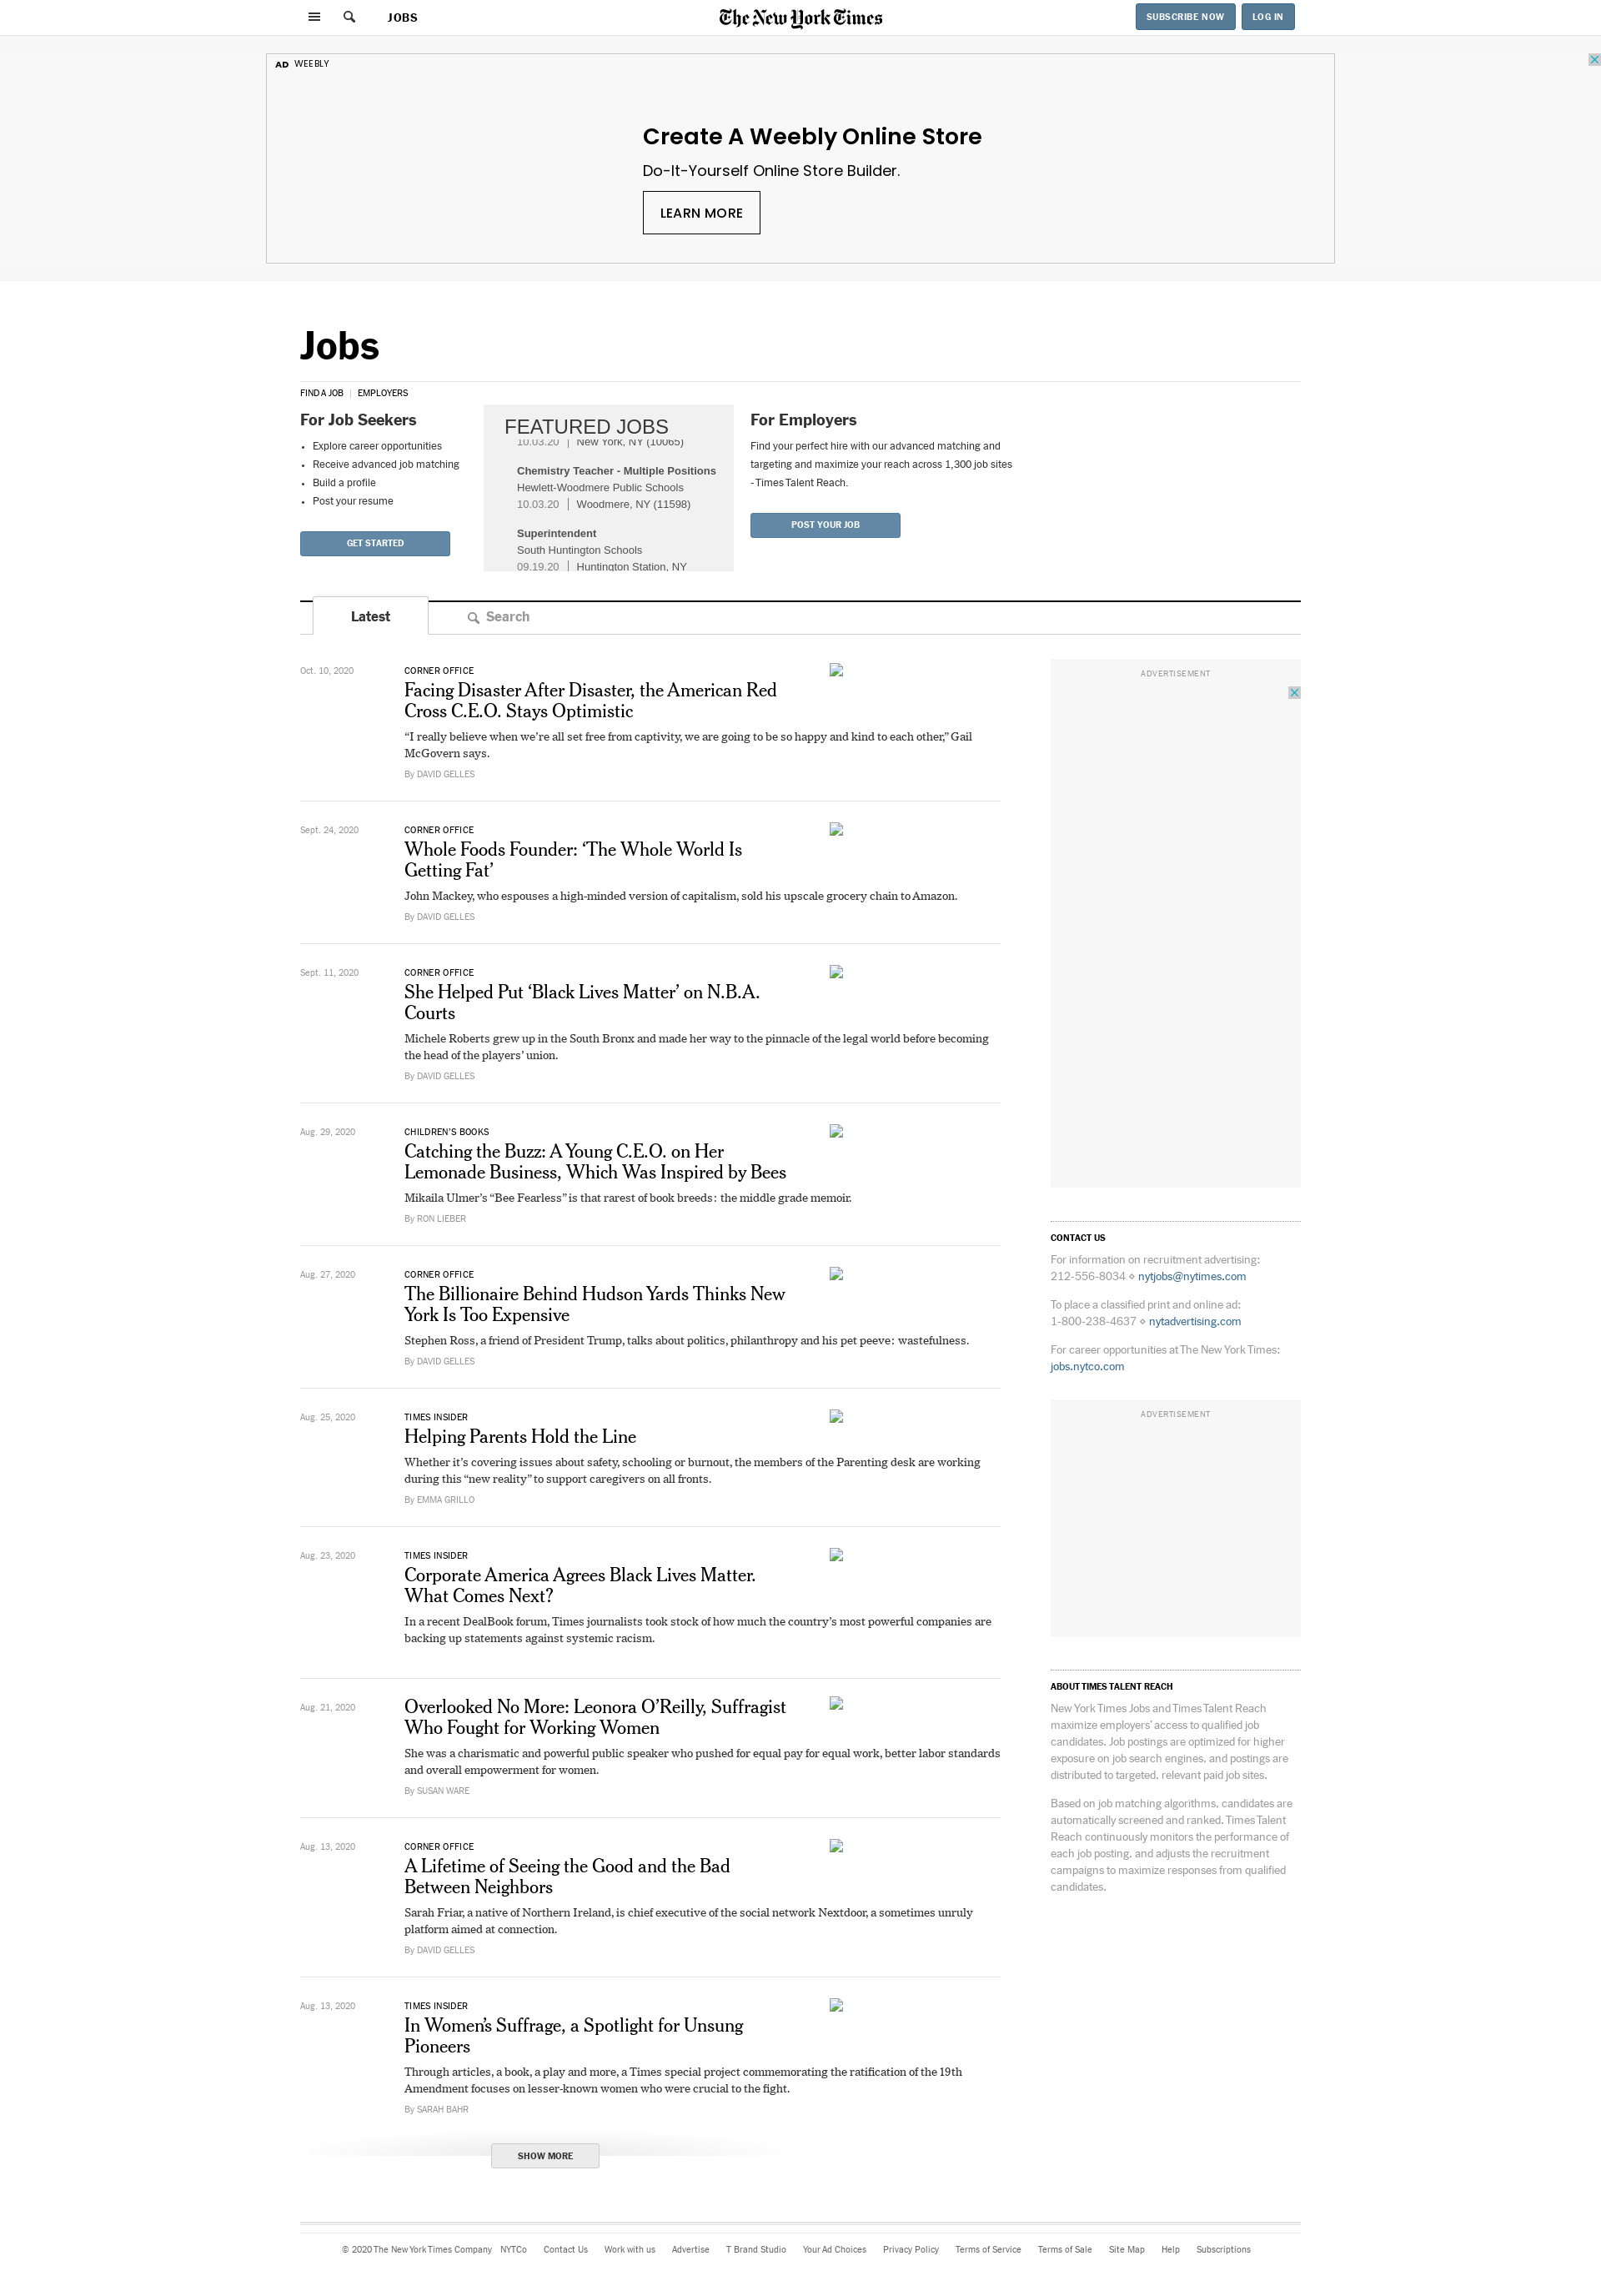 JOBS
The New York Times
SUBSCRIBE NOW
LOG IN
AD WEEBLY
Create A Weebly Online Store
Do-It-Yourself Online Store Builder.
LEARN MORE
Jobs
FIND A JOB | EMPLOYERS
For Job Seekers
• Explore career opportunities
• Receive advanced job matching
• Build a profile
• Post your resume
GET STARTED
FEATURED JOBS
10.03.20 | New York, NY (10065)
Chemistry Teacher - Multiple Positions
Hewlett-Woodmere Public Schools
10.03.20 | Woodmere, NY (11598)
Superintendent
South Huntington Schools
09.19.20 | Huntington Station, NY
For Employers
Find your perfect hire with our advanced matching and
targeting and maximize your reach across 1,300 job sites
- Times Talent Reach.
POST YOUR JOB
Latest
Search
Oct. 10, 2020
CORNER OFFICE
Facing Disaster After Disaster, the American Red
Cross C.E.O. Stays Optimistic
“I really believe when we’re all set free from captivity, we are going to be so happy and kind to each other,” Gail
McGovern says.
By DAVID GELLES
Sept. 24, 2020
CORNER OFFICE
Whole Foods Founder: ‘The Whole World Is
Getting Fat’
John Mackey, who espouses a high-minded version of capitalism, sold his upscale grocery chain to Amazon.
By DAVID GELLES
Sept. 11, 2020
CORNER OFFICE
She Helped Put ‘Black Lives Matter’ on N.B.A.
Courts
Michele Roberts grew up in the South Bronx and made her way to the pinnacle of the legal world before becoming
the head of the players’ union.
By DAVID GELLES
Aug. 29, 2020
CHILDREN’S BOOKS
Catching the Buzz: A Young C.E.O. on Her
Lemonade Business, Which Was Inspired by Bees
Mikaila Ulmer’s “Bee Fearless” is that rarest of book breeds: the middle grade memoir.
By RON LIEBER
Aug. 27, 2020
CORNER OFFICE
The Billionaire Behind Hudson Yards Thinks New
York Is Too Expensive
Stephen Ross, a friend of President Trump, talks about politics, philanthropy and his pet peeve: wastefulness.
By DAVID GELLES
Aug. 25, 2020
TIMES INSIDER
Helping Parents Hold the Line
Whether it’s covering issues about safety, schooling or burnout, the members of the Parenting desk are working
during this “new reality” to support caregivers on all fronts.
By EMMA GRILLO
Aug. 23, 2020
TIMES INSIDER
Corporate America Agrees Black Lives Matter.
What Comes Next?
In a recent DealBook forum, Times journalists took stock of how much the country’s most powerful companies are
backing up statements against systemic racism.
Aug. 21, 2020
Overlooked No More: Leonora O’Reilly, Suffragist
Who Fought for Working Women
She was a charismatic and powerful public speaker who pushed for equal pay for equal work, better labor standards
and overall empowerment for women.
By SUSAN WARE
Aug. 13, 2020
CORNER OFFICE
A Lifetime of Seeing the Good and the Bad
Between Neighbors
Sarah Friar, a native of Northern Ireland, is chief executive of the social network Nextdoor, a sometimes unruly
platform aimed at connection.
By DAVID GELLES
Aug. 13, 2020
TIMES INSIDER
In Women’s Suffrage, a Spotlight for Unsung
Pioneers
Through articles, a book, a play and more, a Times special project commemorating the ratification of the 19th
Amendment focuses on lesser-known women who were crucial to the fight.
By SARAH BAHR
SHOW MORE
ADVERTISEMENT
CONTACT US
For information on recruitment advertising:
212-556-8034 ⋄ nytjobs@nytimes.com
To place a classified print and online ad:
1-800-238-4637 ⋄ nytadvertising.com
For career opportunities at The New York Times:
jobs.nytco.com
ADVERTISEMENT
ABOUT TIMES TALENT REACH
New York Times Jobs and Times Talent Reach
maximize employers’ access to qualified job
candidates. Job postings are optimized for higher
exposure on job search engines, and postings are
distributed to targeted, relevant paid job sites.
Based on job matching algorithms, candidates are
automatically screened and ranked. Times Talent
Reach continuously monitors the performance of
each job posting, and adjusts the recruitment
campaigns to maximize responses from qualified
candidates.
© 2020 The New York Times Company NYTCo Contact Us Work with us Advertise T Brand Studio Your Ad Choices Privacy Policy Terms of Service Terms of Sale Site Map Help Subscriptions